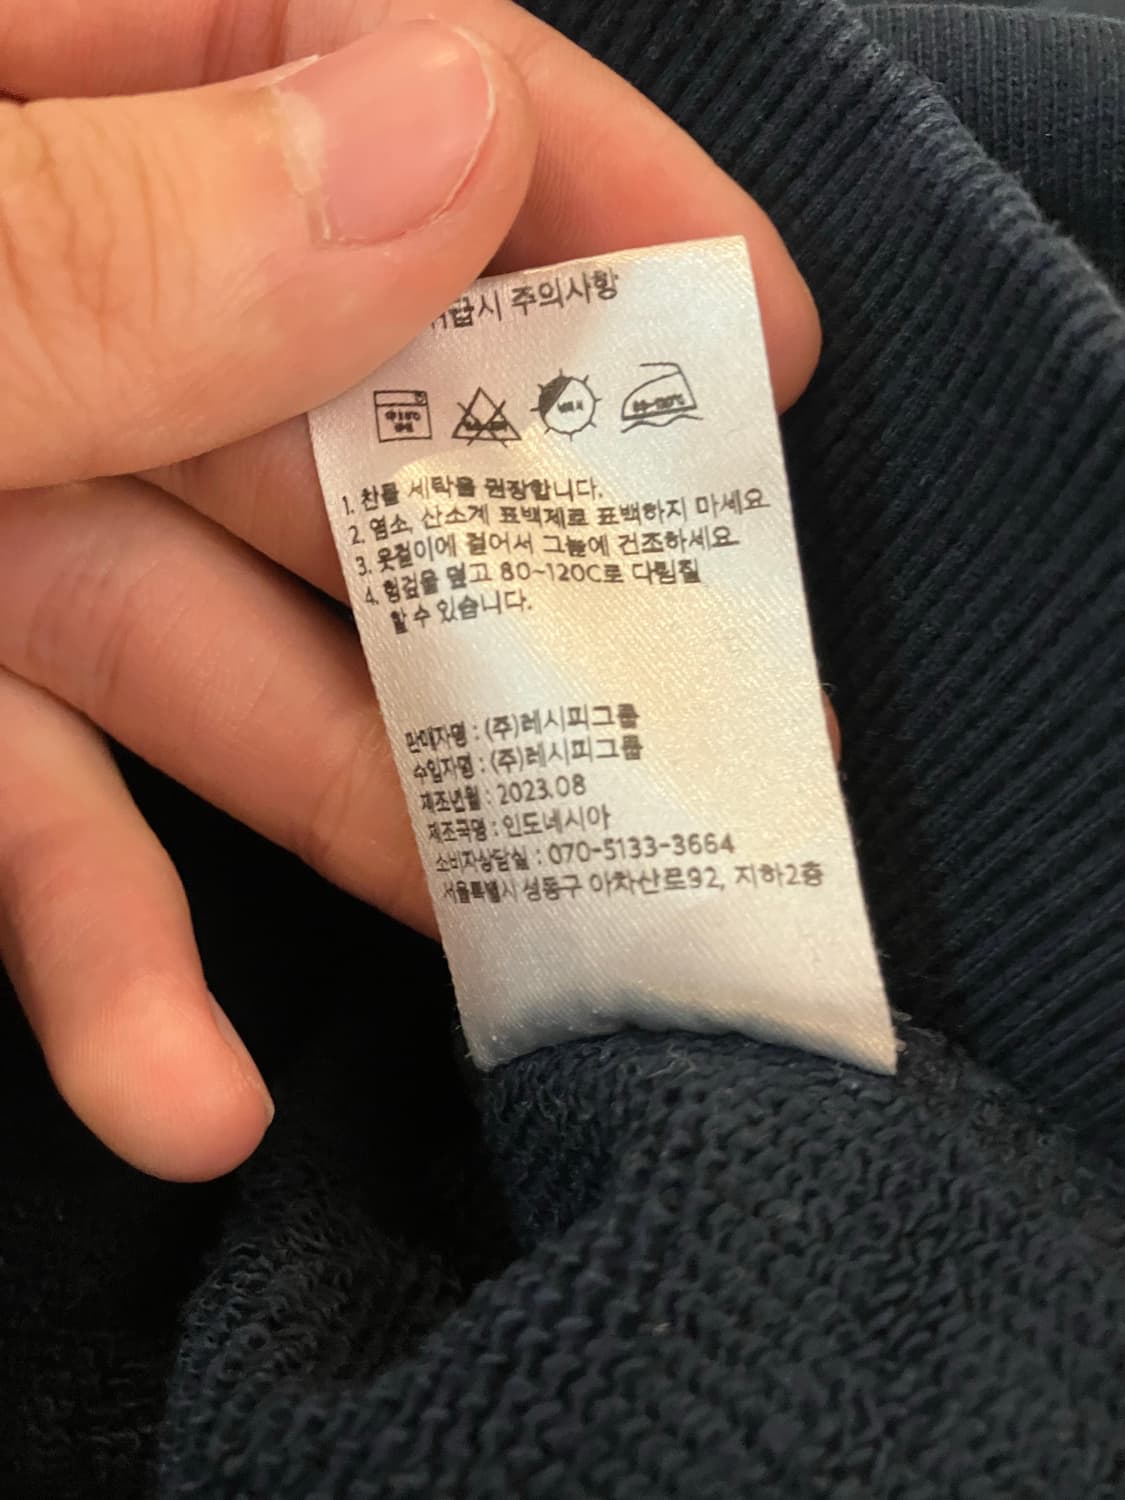 취급시 주의사항
옷걸이
1. 찬물 세탁을 권장합니다.
2. 염소, 산소계 표백제로 표백하지 마세요
3. 옷걸이에 걸어서 그늘에 건조하세요.
4. 헝겊을 덮고 80~120C로 다림질
할 수 있습니다.
판매자명 : (주)레시피그룹
수입자명 : (주)레시피그룹
제조년월 : 2023.08
제조국명 : 인도네시아
소비자상담실 : 070-5133-3664
서울특별시 성동구 아차산로92, 지하2층